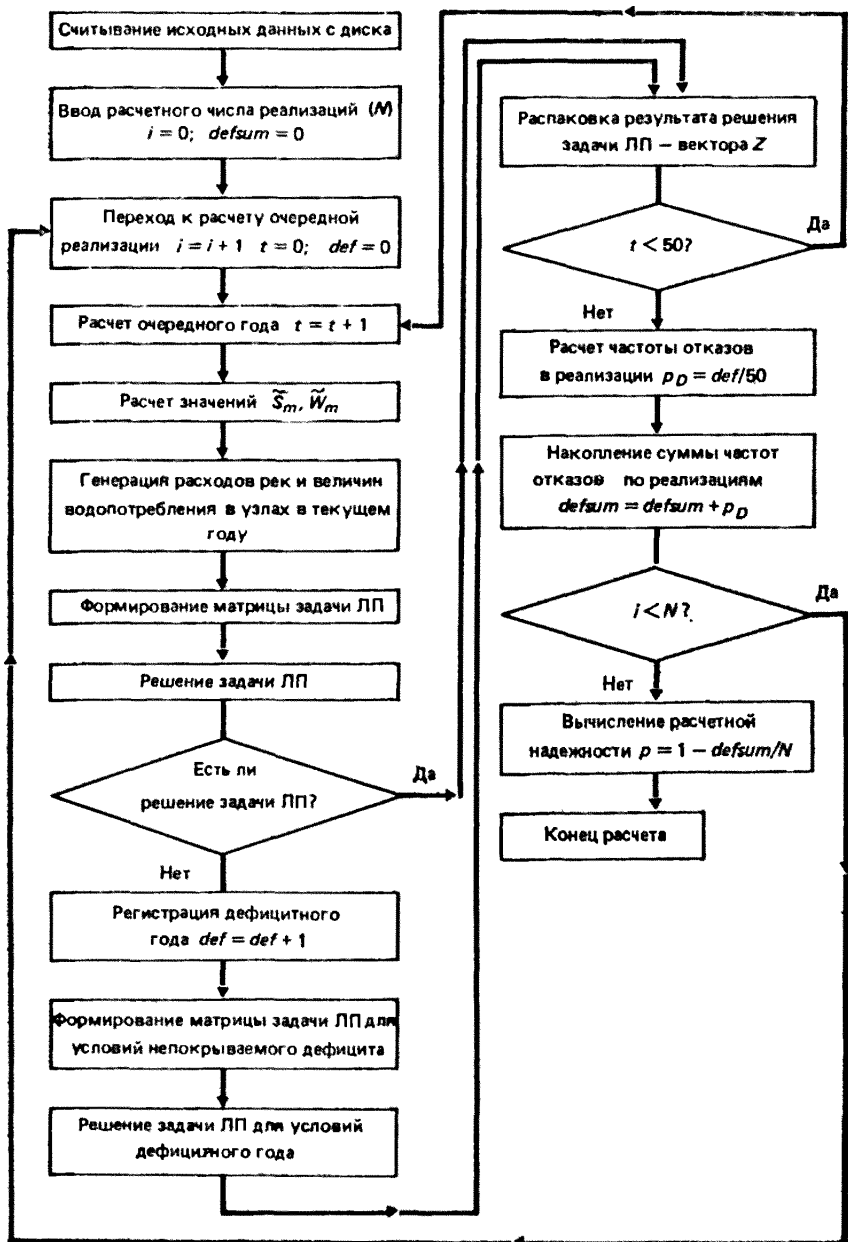 Считывание исходных данных с диска
Ввод расчетного числа реализаций (N)
i = 0; defsum = 0
Переход к расчету очередной
реализации i = i + 1 t = 0; def = 0
Расчет очередного года t = t + 1
Расчет значений S̃m, W̃m
Генерация расходов рек и величин
водопотребления в узлах в текущем
году
Формирование матрицы задачи ЛП
Решение задачи ЛП
Есть ли
решение задачи ЛП?
Да
Нет
Регистрация дефицитного
года def = def + 1
Формирование матрицы задачи ЛП для
условий непокрываемого дефицита
Решение задачи ЛП для условий
дефицитного года
Распаковка результата решения
задачи ЛП — вектора Z
t < 50?
Да
Нет
Расчет частоты отказов
в реализации pD = def/50
Накопление суммы частот
отказов по реализациям
defsum = defsum + pD
i < N?
Да
Нет
Вычисление расчетной
надежности p = 1 − defsum/N
Конец расчета